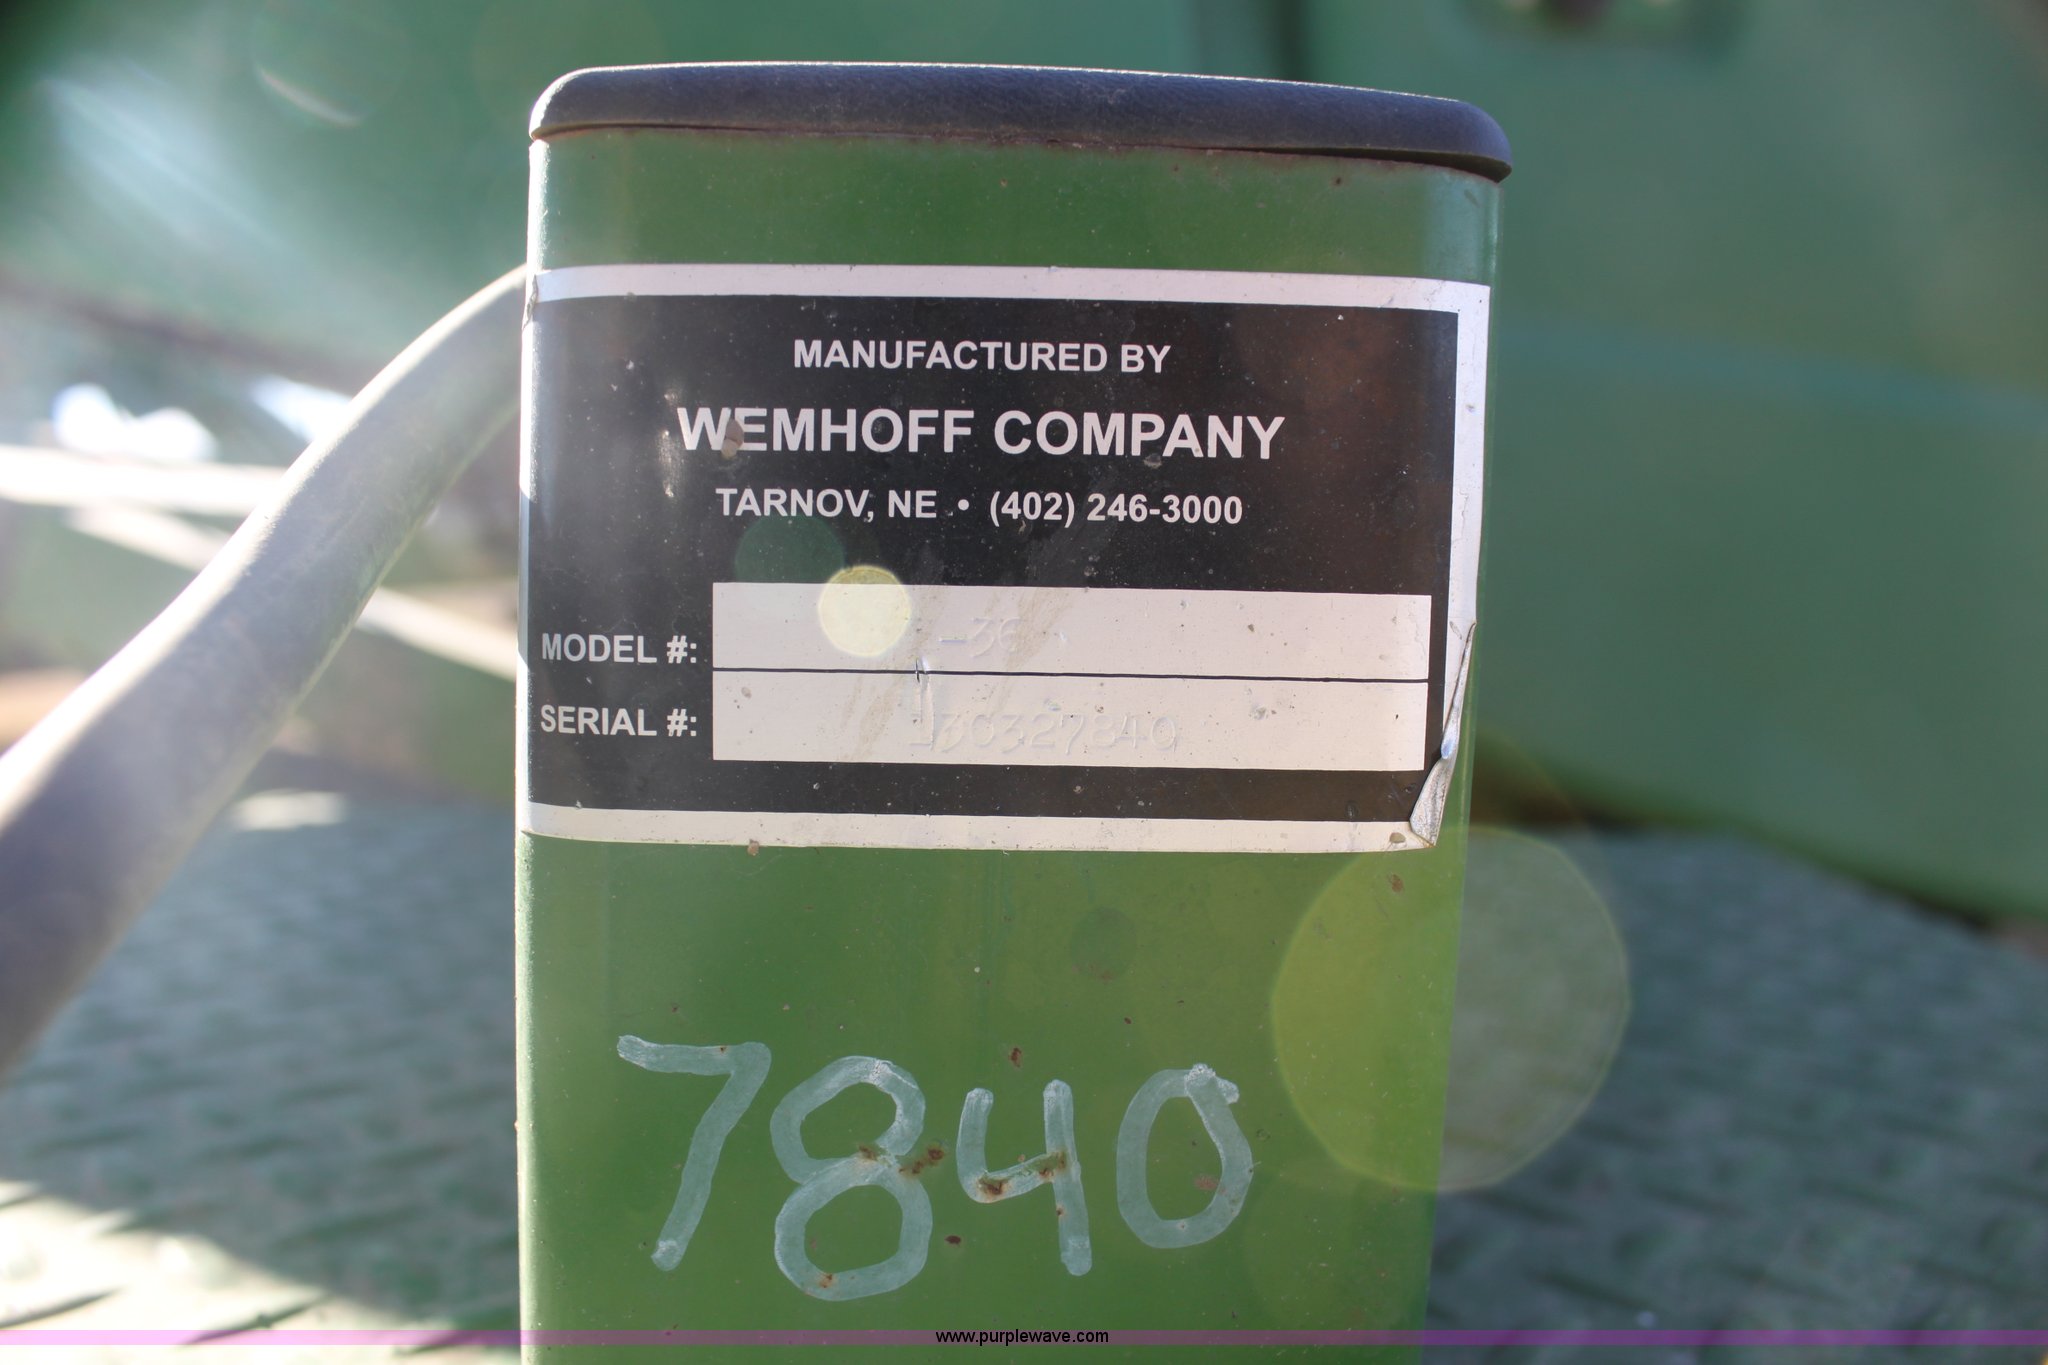 MANUFACTURED BY
WEMHOFF COMPANY
TARNOV, NE • (402) 246-3000
MODEL #:
SERIAL #:
7840
www.purplewave.com